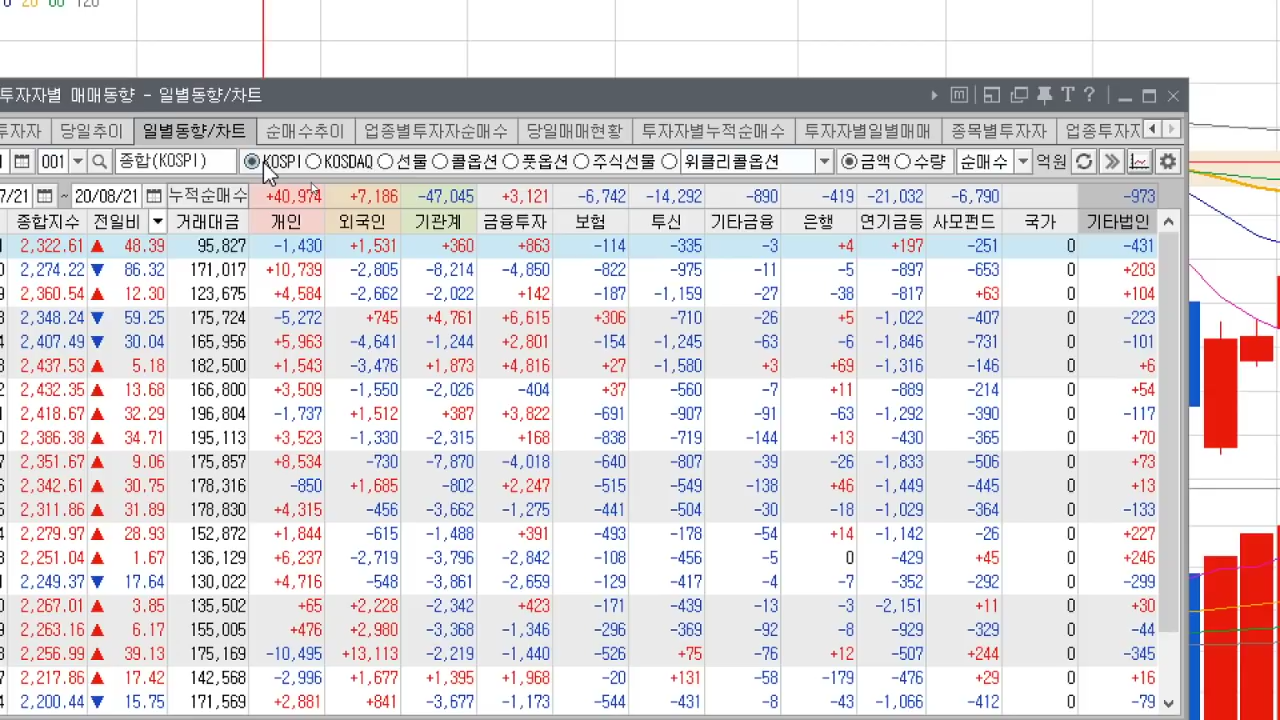 20 60 120
투자자별 매매동향 - 일별동향/차트
투자자 당일추이 일별동향/차트 순매수추이 업종별투자자순매수 당일매매현황 투자자별누적순매수 투자자별일별매매 종목별투자자 업종투자자
001 종합(KOSPI) KOSPI KOSDAQ 선물 콜옵션 풋옵션 주식선물 위클리콜옵션 금액 수량 순매수 억원
7/21 ~ 20/08/21 누적순매수 +40,974 +7,186 -47,045 +3,121 -6,742 -14,292 -890 -419 -21,032 -6,790 -973
종합지수 전일비 거래대금 개인 외국인 기관계 금융투자 보험 투신 기타금융 은행 연기금등 사모펀드 국가 기타법인
2,322.61 ▲ 48.39 95,827 -1,430 +1,531 +360 +863 -114 -335 -3 +4 +197 -251 0 -431
2,274.22 ▼ 86.32 171,017 +10,739 -2,805 -8,214 -4,850 -822 -975 -11 -5 -897 -653 0 +203
2,360.54 ▲ 12.30 123,675 +4,584 -2,662 -2,022 +142 -187 -1,159 -27 -38 -817 +63 0 +104
2,348.24 ▼ 59.25 175,724 -5,272 +745 +4,761 +6,615 +306 -710 -26 +5 -1,022 -407 0 -223
2,407.49 ▼ 30.04 165,956 +5,963 -4,641 -1,244 +2,801 -154 -1,245 -63 -6 -1,846 -731 0 -101
2,437.53 ▲ 5.18 182,500 +1,543 -3,476 +1,873 +4,816 +27 -1,580 +3 +69 -1,316 -146 0 +6
2,432.35 ▲ 13.68 166,800 +3,509 -1,550 -2,026 -404 +37 -560 -7 +11 -889 -214 0 +54
2,418.67 ▲ 32.29 196,804 -1,737 +1,512 +387 +3,822 -691 -907 -91 -63 -1,292 -390 0 -117
2,386.38 ▲ 34.71 195,113 +3,523 -1,330 -2,315 +168 -838 -719 -144 +13 -430 -365 0 +70
2,351.67 ▲ 9.06 175,857 +8,534 -730 -7,870 -4,018 -640 -807 -39 -26 -1,833 -506 0 +73
2,342.61 ▲ 30.75 178,316 -850 +1,685 -802 +2,247 -515 -549 -138 +46 -1,449 -445 0 +13
2,311.86 ▲ 31.89 178,830 +4,315 -456 -3,662 -1,275 -441 -504 -30 -18 -1,029 -364 0 -133
2,279.97 ▲ 28.93 152,872 +1,844 -615 -1,488 +391 -493 -178 -54 +14 -1,142 -26 0 +227
2,251.04 ▲ 1.67 136,129 +6,237 -2,719 -3,796 -2,842 -108 -456 -5 0 -429 +45 0 +246
2,249.37 ▼ 17.64 130,022 +4,716 -548 -3,861 -2,659 -129 -417 -4 -7 -352 -292 0 -299
2,267.01 ▲ 3.85 135,502 +65 +2,228 -2,342 +423 -171 -439 -13 -3 -2,151 +11 0 +30
2,263.16 ▲ 6.17 155,005 +476 +2,980 -3,368 -1,346 -296 -369 -92 -8 -929 -329 0 -44
2,256.99 ▲ 39.13 175,169 -10,495 +13,113 -2,219 -1,440 -526 +75 -76 +12 -507 +244 0 -345
2,217.86 ▲ 17.42 142,568 -2,996 +1,677 +1,395 +1,968 -20 +131 -58 -179 -476 +29 0 +16
2,200.44 ▼ 15.75 171,569 +2,881 +841 -3,677 -1,173 -544 -431 -8 -43 -1,066 -412 0 -79